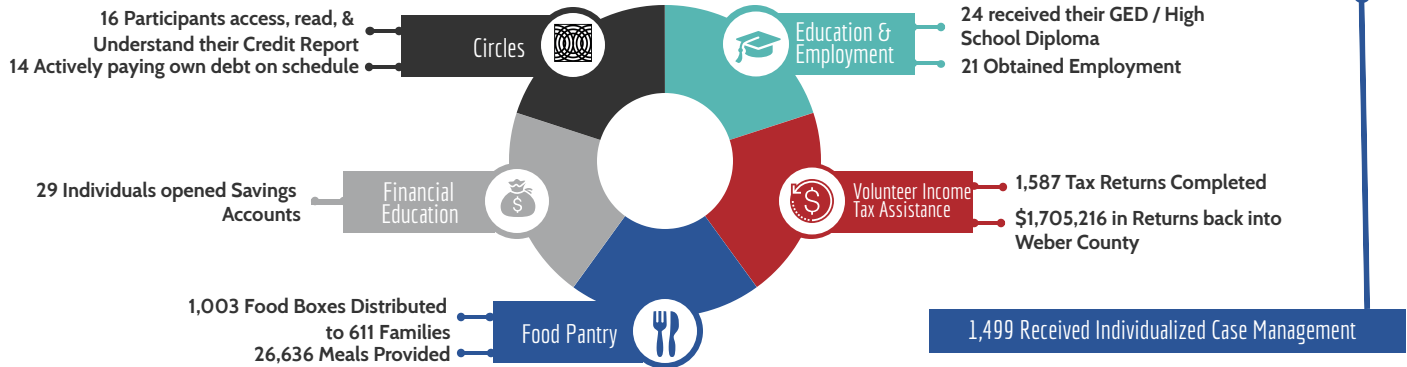 16 Participants access, read, &
Understand their Credit Report
14 Actively paying own debt on schedule
Circles
Education &
Employment
24 received their GED / High
School Diploma
21 Obtained Employment
29 Individuals opened Savings
Accounts
Financial
Education
$
$
Volunteer Income
Tax Assistance
1,587 Tax Returns Completed
$1,705,216 in Returns back into
Weber County
1,003 Food Boxes Distributed
to 611 Families
26,636 Meals Provided
Food Pantry
1,499 Received Individualized Case Management